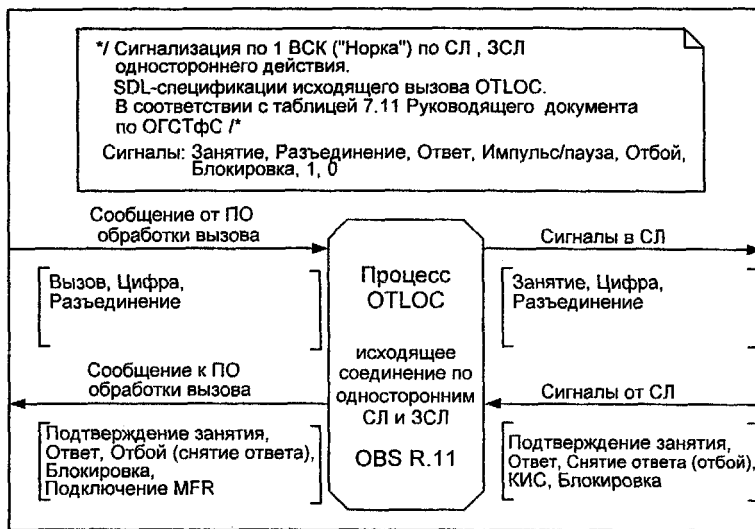 */ Сигнализация по 1 ВСК ("Норка") по СЛ , ЗСЛ
одностороннего действия.
SDL-спецификации исходящего вызова OTLOC.
В соответствии с таблицей 7.11 Руководящего документа
по ОГСТфС /*
Сигналы: Занятие, Разъединение, Ответ, Импульс/пауза, Отбой,
Блокировка, 1, 0
Сообщение от ПО
обработки вызова
Вызов, Цифра,
Разъединение
Сообщение к ПО
обработки вызова
Подтверждение занятия,
Ответ, Отбой (снятие ответа),
Блокировка,
Подключение MFR
Процесс
OTLOC
исходящее
соединение по
односторонним
СЛ и ЗСЛ
OBS R.11
Сигналы в СЛ
Занятие, Цифра,
Разъединение
Сигналы от СЛ
Подтверждение занятия,
Ответ, Снятие ответа (отбой),
КИС, Блокировка